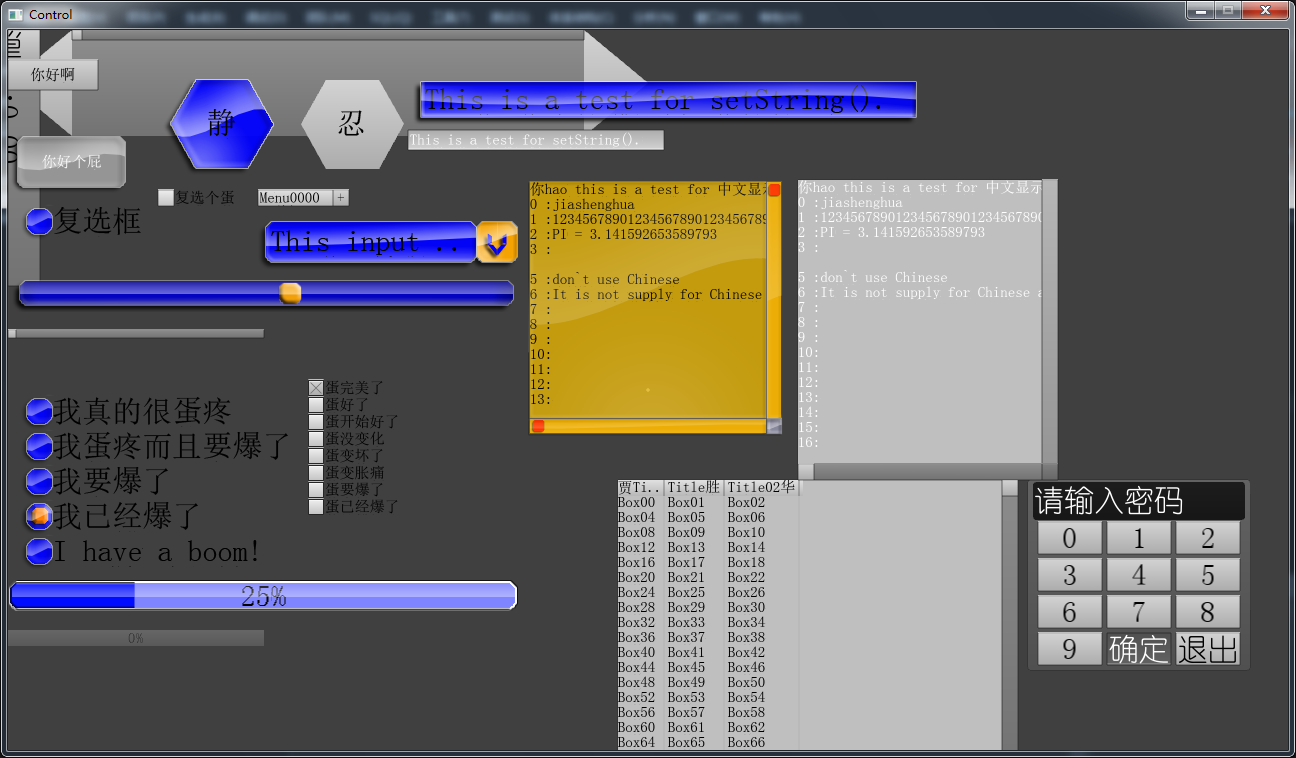 Control
你好啊
静
忍
This is a test for setString().
This is a test for setString().
你好个屁
复选个蛋
Menu0000
+
复选框
This input ..
你hao this is a test for 中文显示
0 :jiashenghua
1 :12345678901234567890123456789
2 :PI = 3.141592653589793
3 :
5 :don`t use Chinese
6 :It is not supply for Chinese
7 :
8 :
9 :
10:
11:
12:
13:
你hao this is a test for 中文显示
0 :jiashenghua
1 :12345678901234567890123456789
2 :PI = 3.141592653589793
3 :
5 :don`t use Chinese
6 :It is not supply for Chinese a
7 :
8 :
9 :
10:
11:
12:
13:
14:
15:
16:
我真的很蛋疼
我蛋疼而且要爆了
我要爆了
我已经爆了
I have a boom!
蛋完美了
蛋好了
蛋开始好了
蛋没变化
蛋变坏了
蛋变胀痛
蛋要爆了
蛋已经爆了
25%
0%
贾Ti.. Title胜 Title02华
Box00 Box01 Box02
Box04 Box05 Box06
Box08 Box09 Box10
Box12 Box13 Box14
Box16 Box17 Box18
Box20 Box21 Box22
Box24 Box25 Box26
Box28 Box29 Box30
Box32 Box33 Box34
Box36 Box37 Box38
Box40 Box41 Box42
Box44 Box45 Box46
Box48 Box49 Box50
Box52 Box53 Box54
Box56 Box57 Box58
Box60 Box61 Box62
Box64 Box65 Box66
请输入密码
0 1 2
3 4 5
6 7 8
9 确定 退出